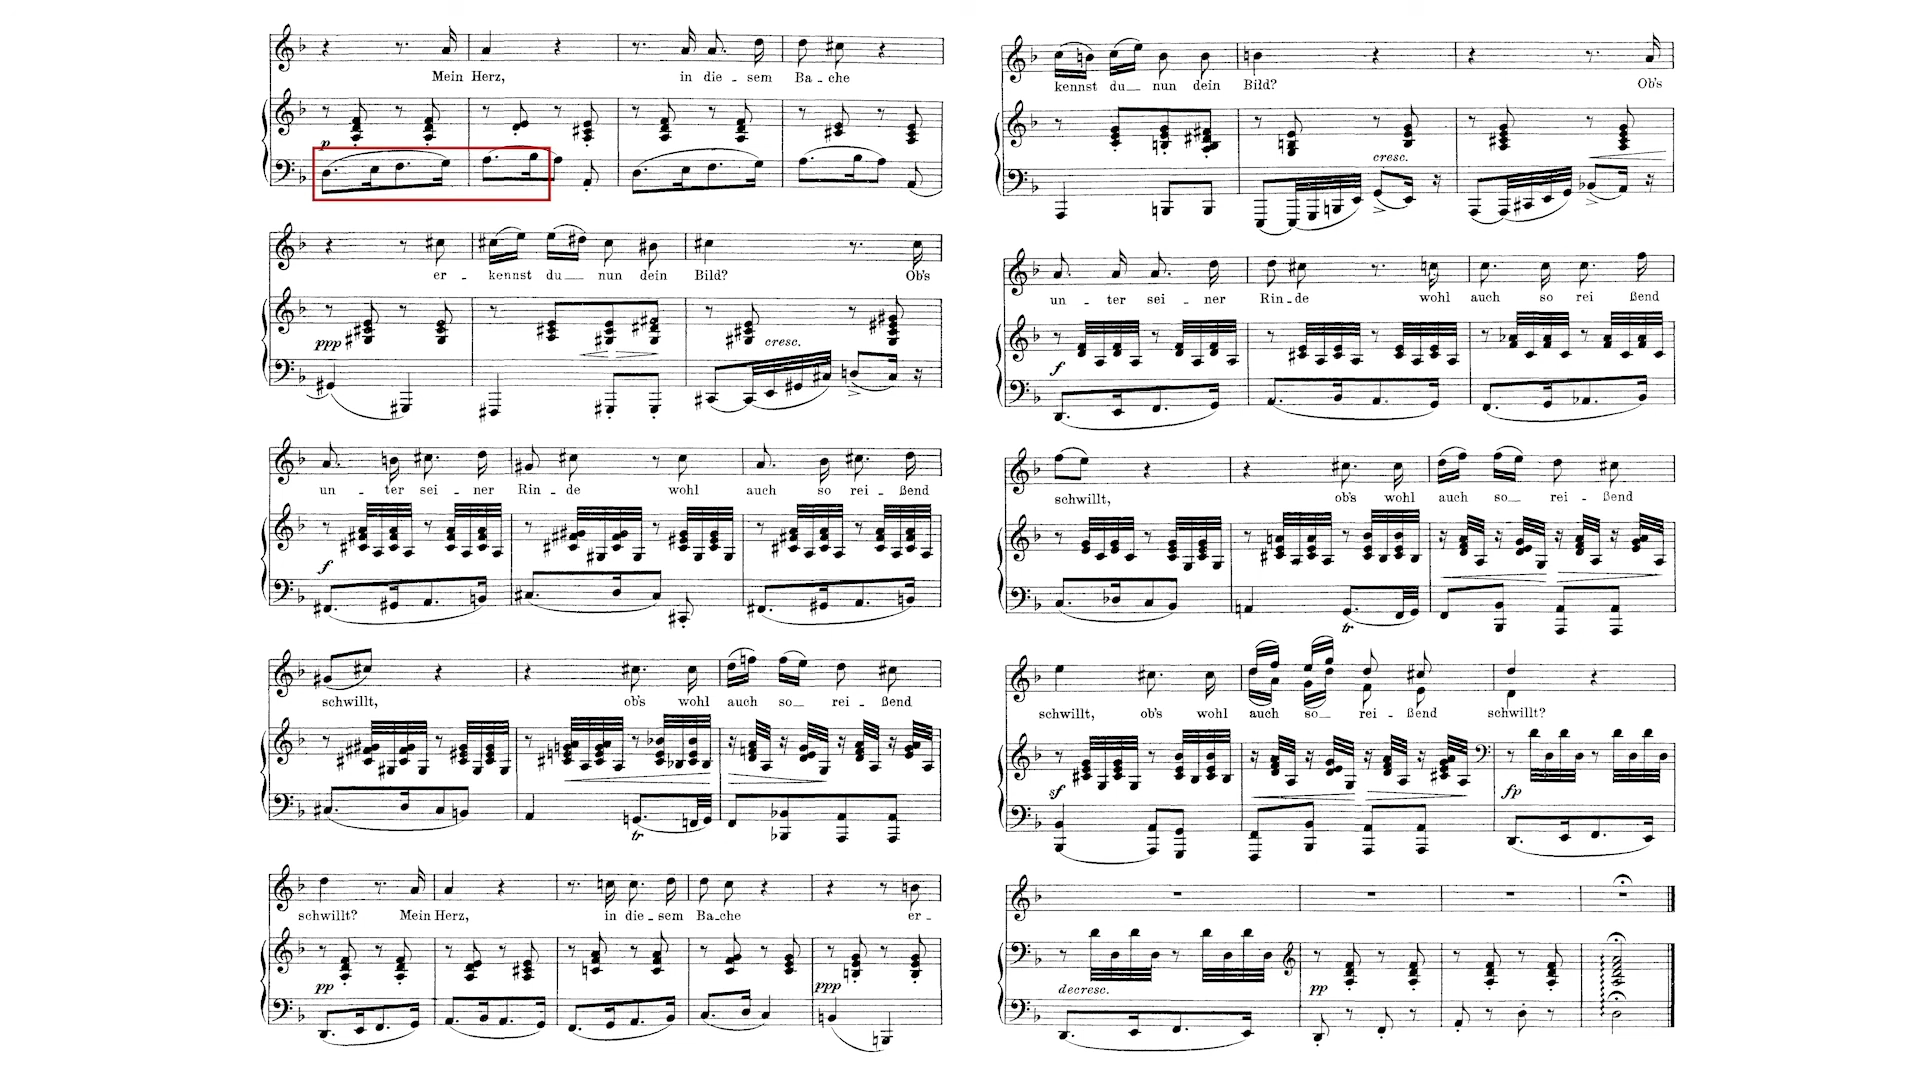 Mein Herz, in die - sem Ba - che
p
er - kennst du nun dein Bild? Ob's
ppp cresc.
un - ter sei - ner Rin - de wohl auch so rei - ßend
f
schwillt, ob's wohl auch so rei - ßend
tr
schwillt? Mein Herz, in die - sem Ba - che er -
pp ppp
kennst du nun dein Bild? Ob's
cresc.
un - ter sei - ner Rin - de wohl auch so rei ßend
f
schwillt, ob's wohl auch so rei - ßend
tr
schwillt, ob's wohl auch so rei - ßend schwillt?
sf fp
decresc. pp